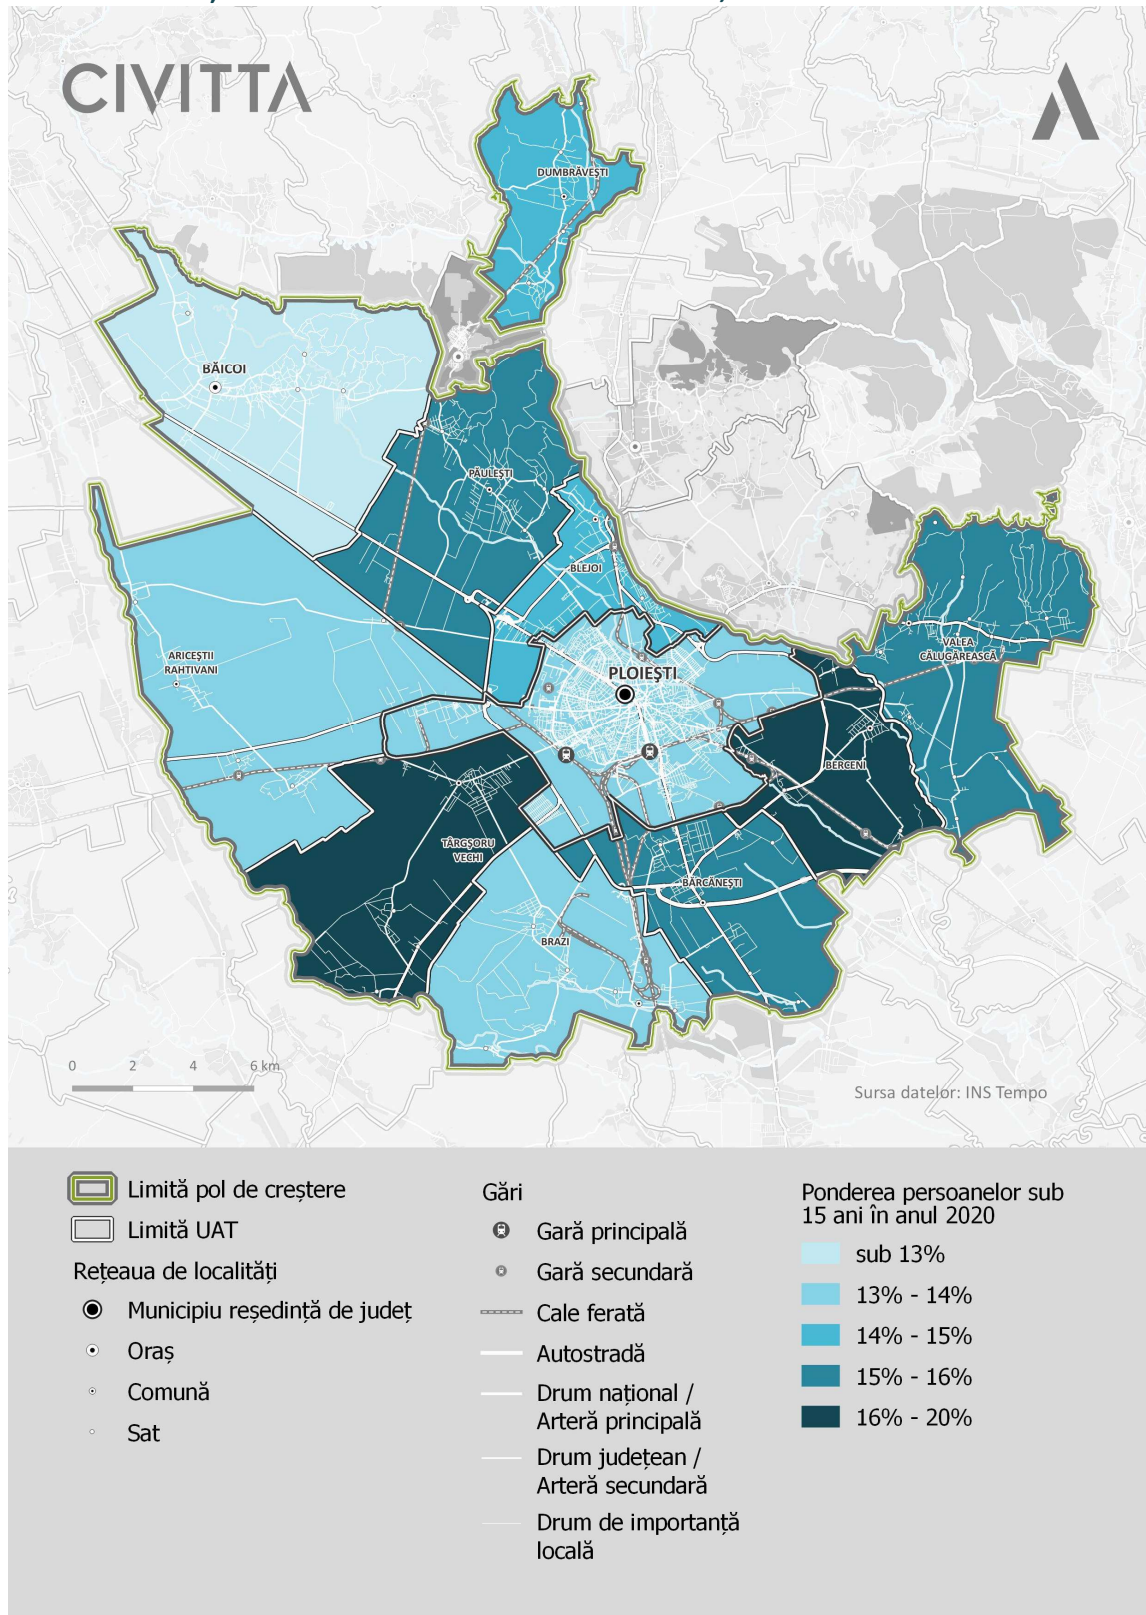 CIVITTA
DUMBRĂVEȘTI
BĂICOI
PĂULEȘTI
BLEJOI
VALEA
CĂLUGĂREASCĂ
ARICEȘTII
RAHTIVANI
PLOIEȘTI
BERCENI
TÂRGȘORU
VECHI
BĂRCĂNEȘTI
BRAZI
0 2 4 6 km
Sursa datelor: INS Tempo
Limită pol de creștere
Limită UAT
Rețeaua de localități
Municipiu reședință de județ
Oraș
Comună
Sat
Gări
Gară principală
Gară secundară
Cale ferată
Autostradă
Drum național /
Arteră principală
Drum județean /
Arteră secundară
Drum de importanță
locală
Ponderea persoanelor sub
15 ani în anul 2020
sub 13%
13% - 14%
14% - 15%
15% - 16%
16% - 20%